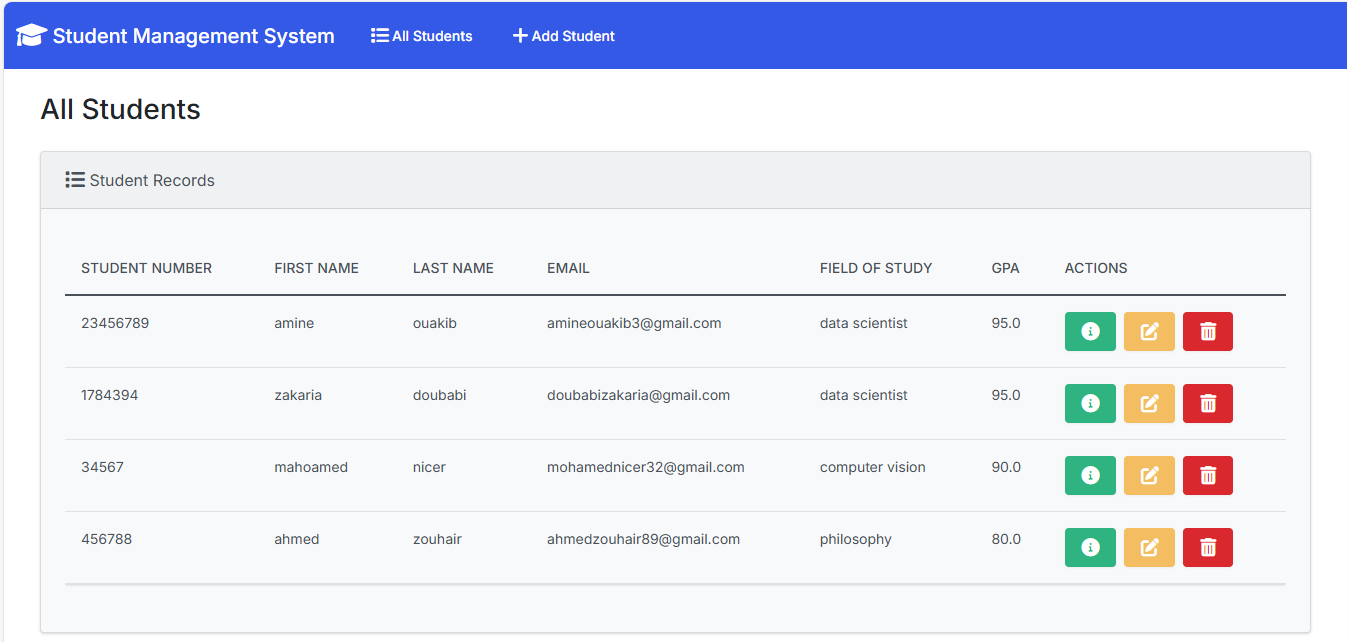 Student Management System All Students Add Student
All Students
Student Records
STUDENT NUMBER FIRST NAME LAST NAME EMAIL FIELD OF STUDY GPA ACTIONS
23456789 amine ouakib amineouakib3@gmail.com data scientist 95.0
1784394 zakaria doubabi doubabizakaria@gmail.com data scientist 95.0
34567 mahoamed nicer mohamednicer32@gmail.com computer vision 90.0
456788 ahmed zouhair ahmedzouhair89@gmail.com philosophy 80.0